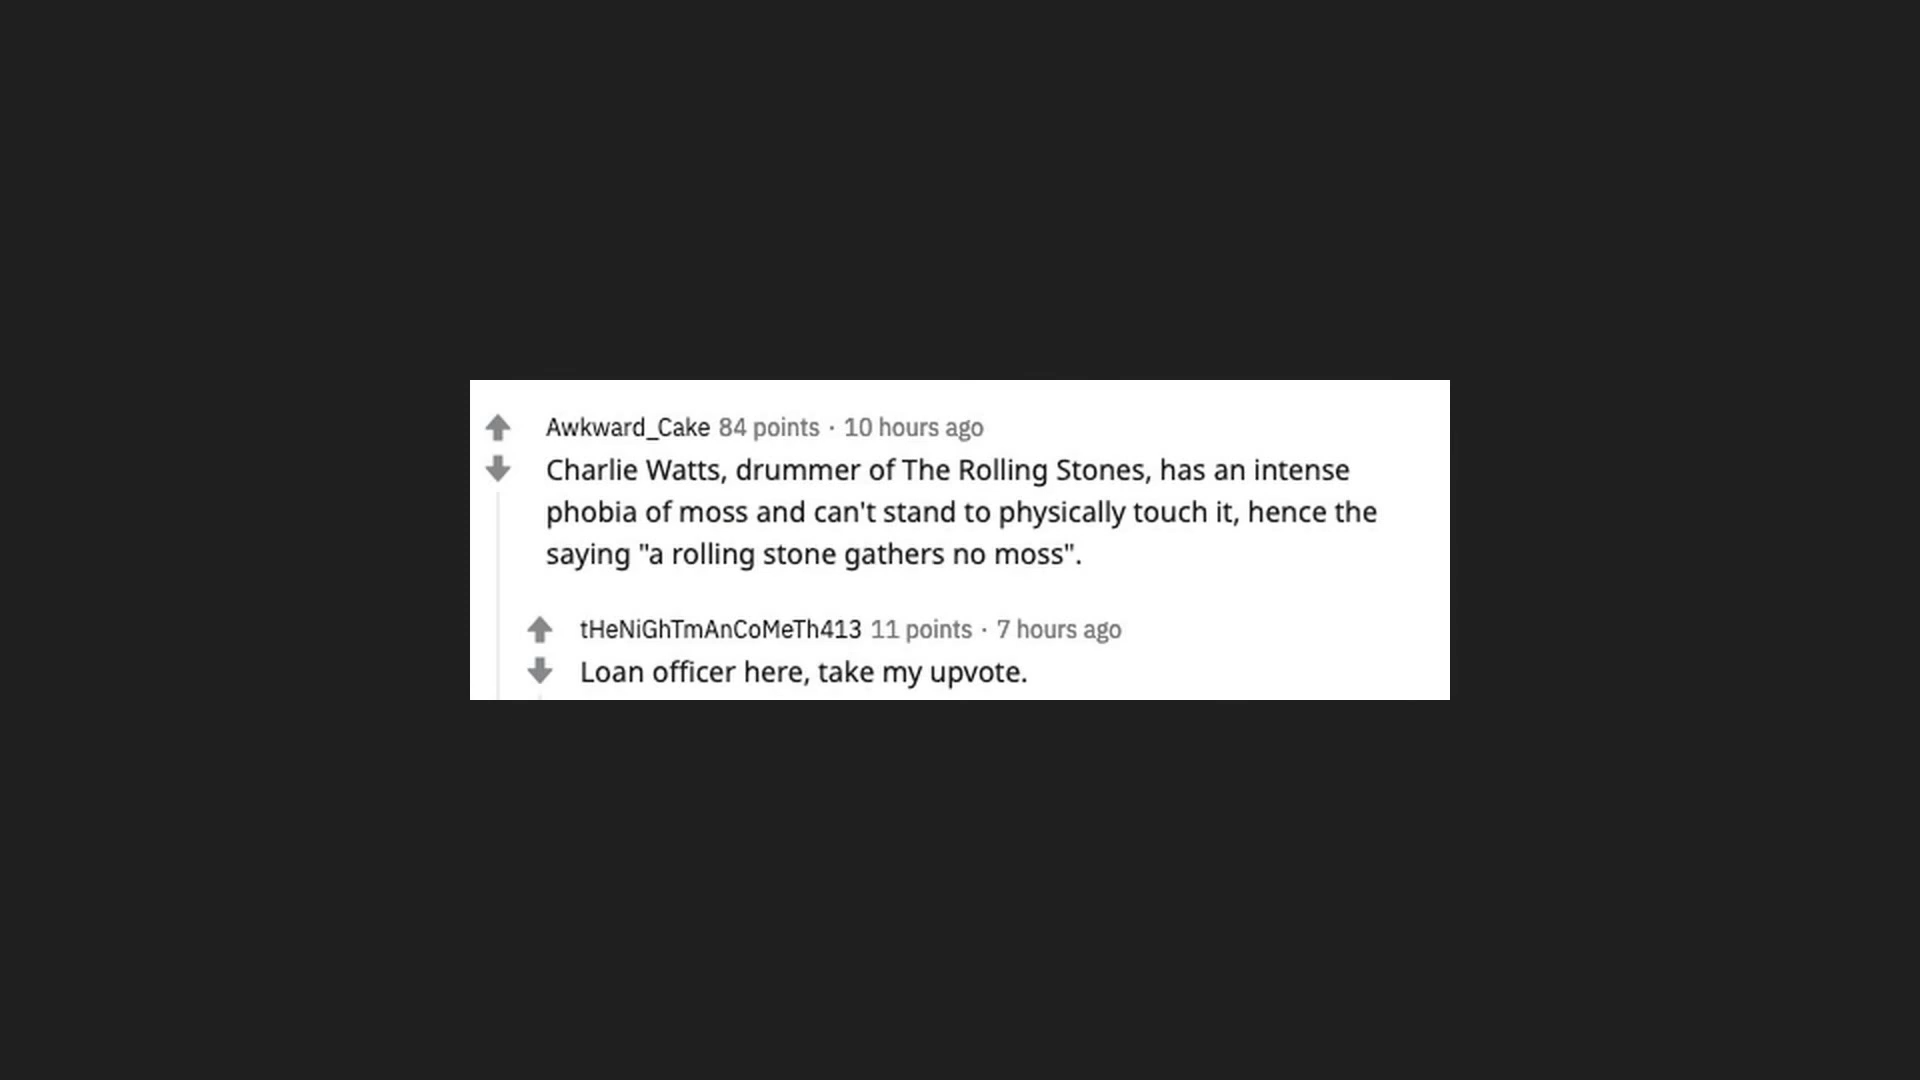 Awkward_Cake 84 points · 10 hours ago
Charlie Watts, drummer of The Rolling Stones, has an intense
phobia of moss and can't stand to physically touch it, hence the
saying "a rolling stone gathers no moss".
tHeNiGhTmAnCoMeTh413 11 points · 7 hours ago
Loan officer here, take my upvote.